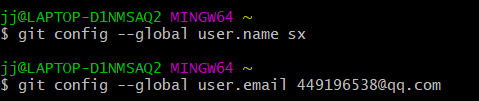 jj@LAPTOP-D1NMSAQ2 MINGW64 ~
$ git config --global user.name sx
jj@LAPTOP-D1NMSAQ2 MINGW64 ~
$ git config --global user.email 449196538@qq.com